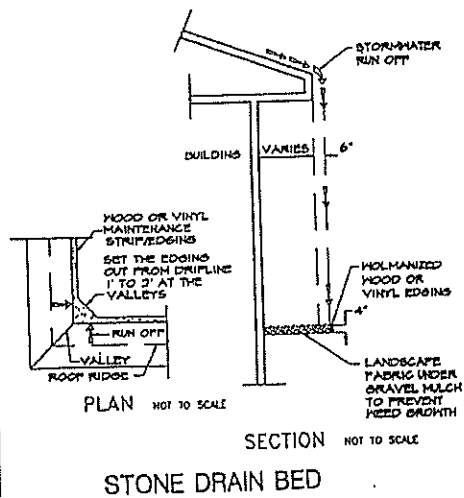 STORMWATER
RUN OFF
BUILDING
VARIES
6"
WOOD OR VINYL
MAINTENANCE
STRIP/EDGING
SET THE EDGING
OUT FROM DRIPLINE
1' TO 2' AT THE
VALLEYS
RUN OFF
VALLEY
ROOF RIDGE
PLAN NOT TO SCALE
WOLMANIZED
WOOD OR
VINYL EDGING
4"
LANDSCAPE
FABRIC UNDER
GRAVEL MULCH
TO PREVENT
WEED GROWTH
SECTION NOT TO SCALE
STONE DRAIN BED